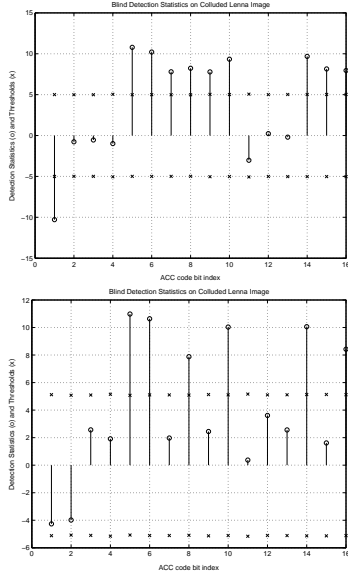 Blind Detection Statistics on Colluded Lenna Image
15
10
5
0
−5
−10
−15
Detection Statistics (o) and Thresholds (x)
0 2 4 6 8 10 12 14 16
ACC code bit index
Blind Detection Statistics on Colluded Lenna Image
12
10
8
6
4
2
0
−2
−4
−6
Detection Statistics (o) and Thresholds (x)
0 2 4 6 8 10 12 14 16
ACC code bit index